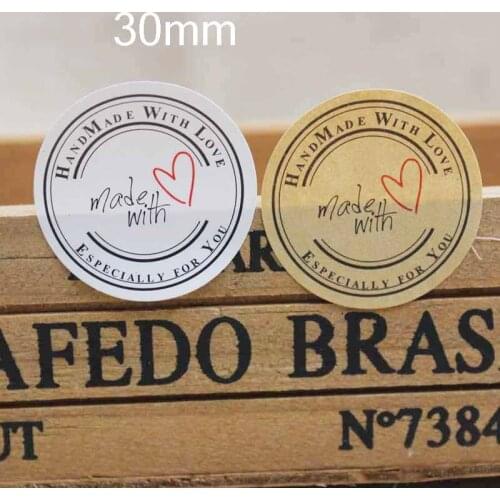 30mm
HANDMADE WITH LOVE
made
with
ESPECIALLY FOR YOU
HANDMADE WITH LOVE
made
with
ESPECIALLY FOR YOU
AR
AFEDO BRAS
UT
Nº7384